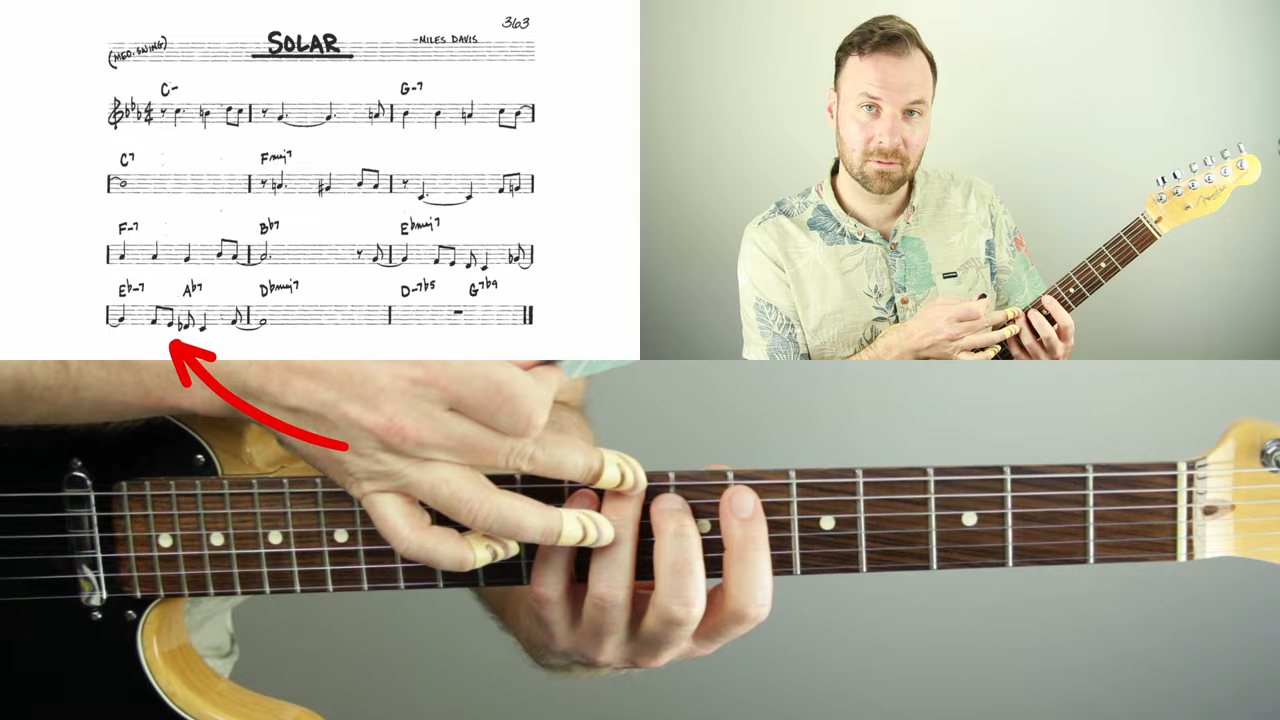 363
(MED. SWING) SOLAR -MILES DAVIS
C- G-7
C7 Fmaj7
F-7 Bb7 Ebmaj7
Eb-7 Ab7 Dbmaj7 D-7b5 G7b9
Fender